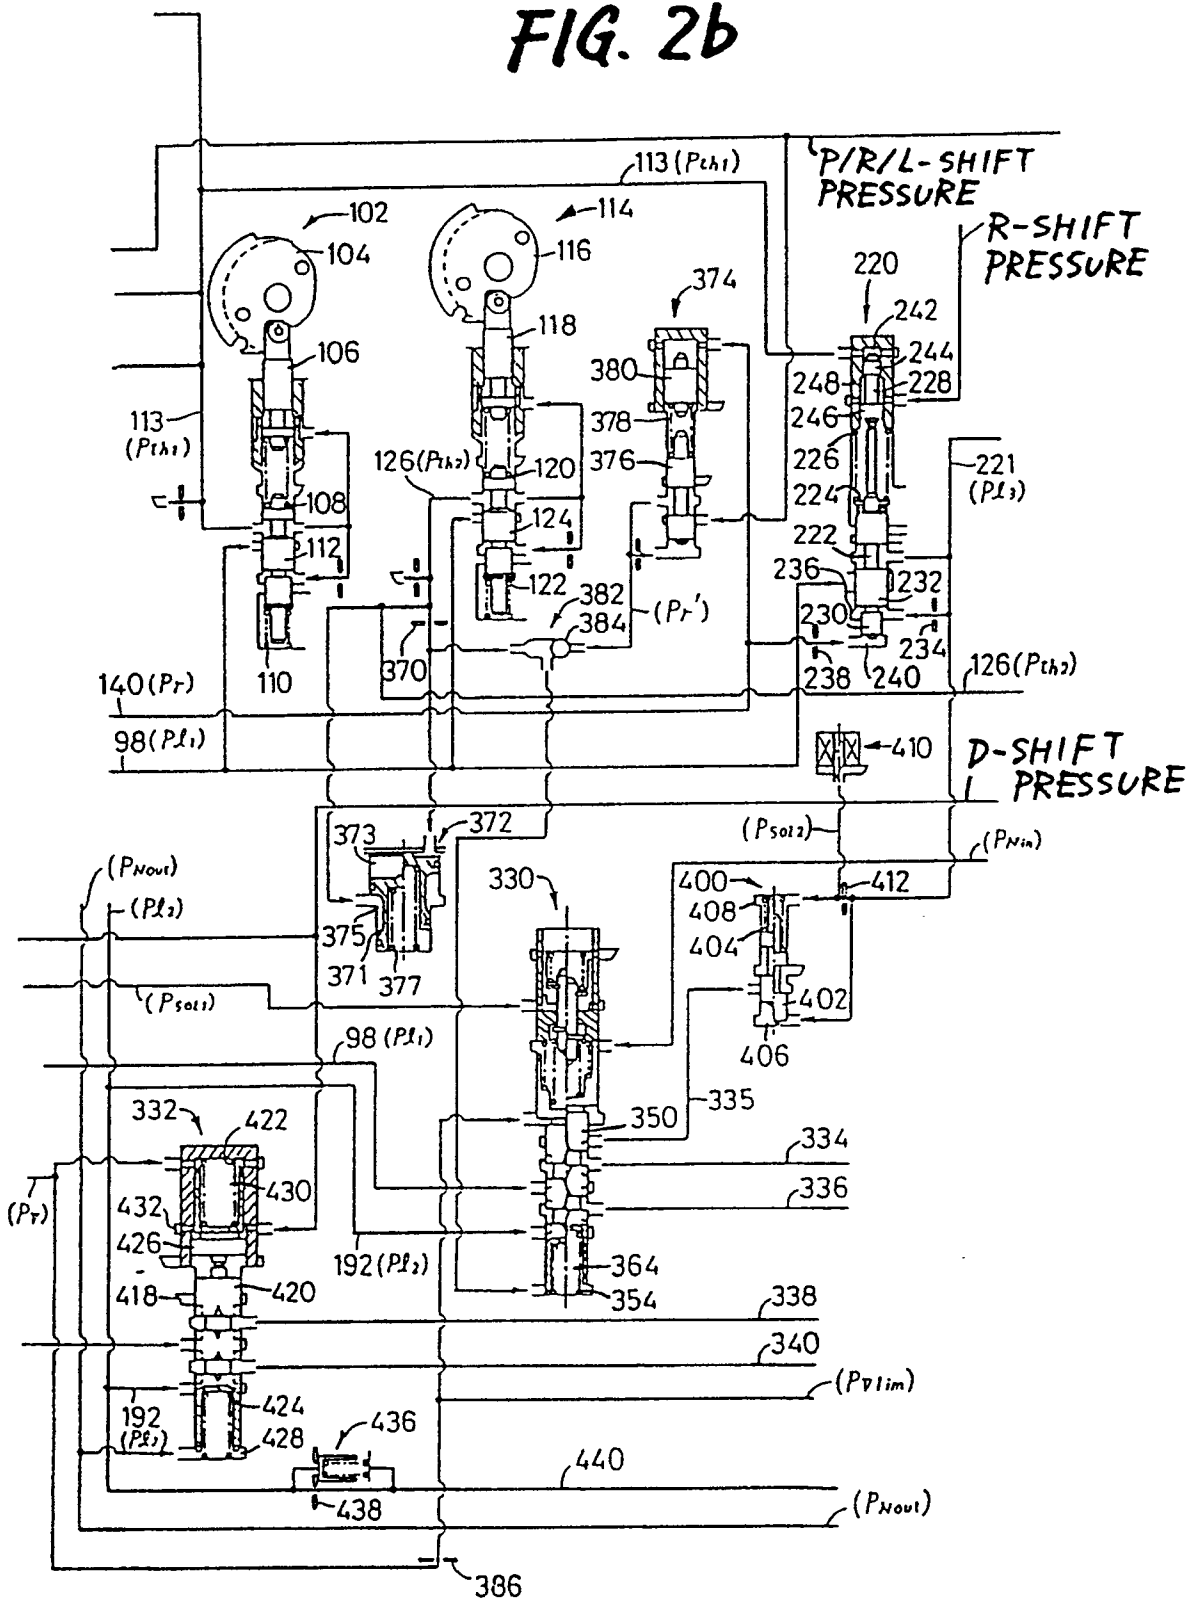 FIG. 2b
113 (Pth1)
P/R/L-SHIFT
PRESSURE
R-SHIFT
PRESSURE
102
104
106
114
116
118
374
380
378
376
220
242
244
248
228
246
226
224
222
236
232
230
234
238
240
221
(Pl3)
113
(Pth1)
108
112
110
126(Pth2)
120
124
122
382
384
(Pr')
370
140 (Pr)
98 (Pl1)
126(Pth2)
410
D-SHIFT
PRESSURE
(Psol2)
(PNin)
373
372
375
371
377
330
400
412
408
404
402
406
(PNout)
(Pl2)
(Psol1)
98 (Pl1)
335
350
334
336
332
422
430
(Pv)
432
426
418
420
192 (Pl2)
364
354
338
340
(Pvlim)
192
(Pl2)
424
428
436
438
440
(PNout)
386